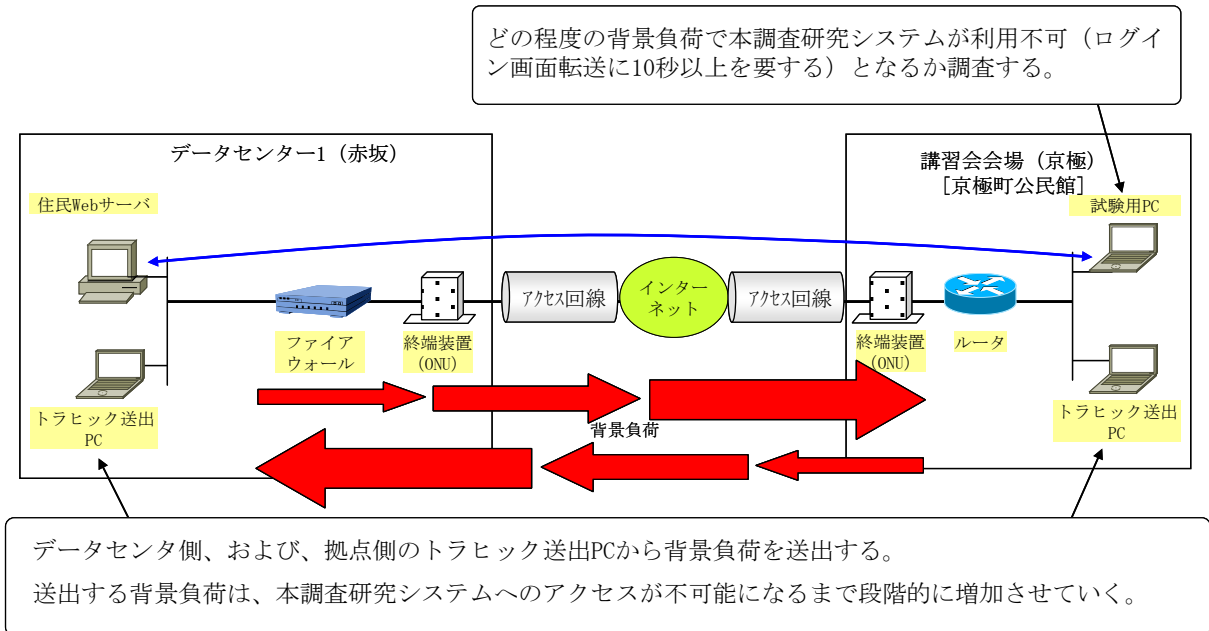 どの程度の背景負荷で本調査研究システムが利用不可（ログイ
ン画面転送に10秒以上を要する）となるか調査する。
データセンター1（赤坂）
講習会会場（京極）
[京極町公民館]
住民Webサーバ
試験用PC
アクセス回線
インター
ネット
アクセス回線
ファイア
ウォール
終端装置
(ONU)
終端装置
(ONU)
ルータ
トラヒック送出
PC
トラヒック送出
PC
背景負荷
データセンタ側、および、拠点側のトラヒック送出PCから背景負荷を送出する。
送出する背景負荷は、本調査研究システムへのアクセスが不可能になるまで段階的に増加させていく。